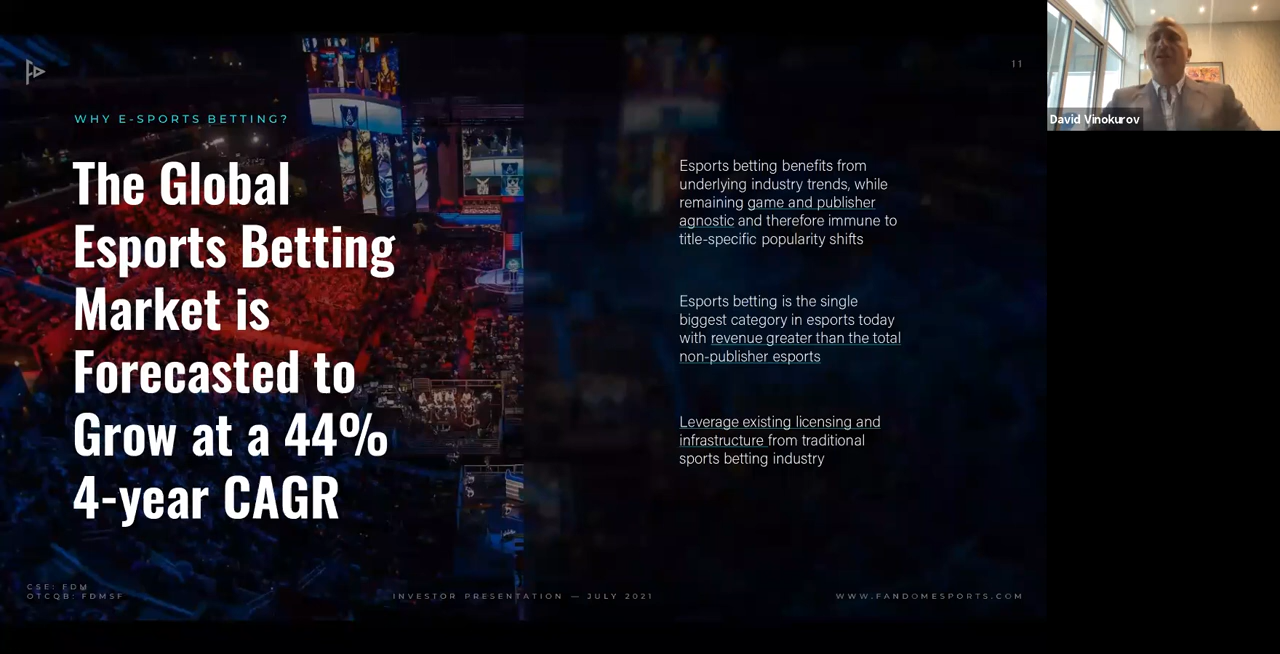 11
WHY E-SPORTS BETTING?
The Global
Esports Betting
Market is
Forecasted to
Grow at a 44%
4-year CAGR
Esports betting benefits from
underlying industry trends, while
remaining game and publisher
agnostic and therefore immune to
title-specific popularity shifts
Esports betting is the single
biggest category in esports today
with revenue greater than the total
non-publisher esports
Leverage existing licensing and
infrastructure from traditional
sports betting industry
CSE: FDM
OTCQB: FDMSF
INVESTOR PRESENTATION — JULY 2021
WWW.FANDOMESPORTS.COM
David Vinokurov